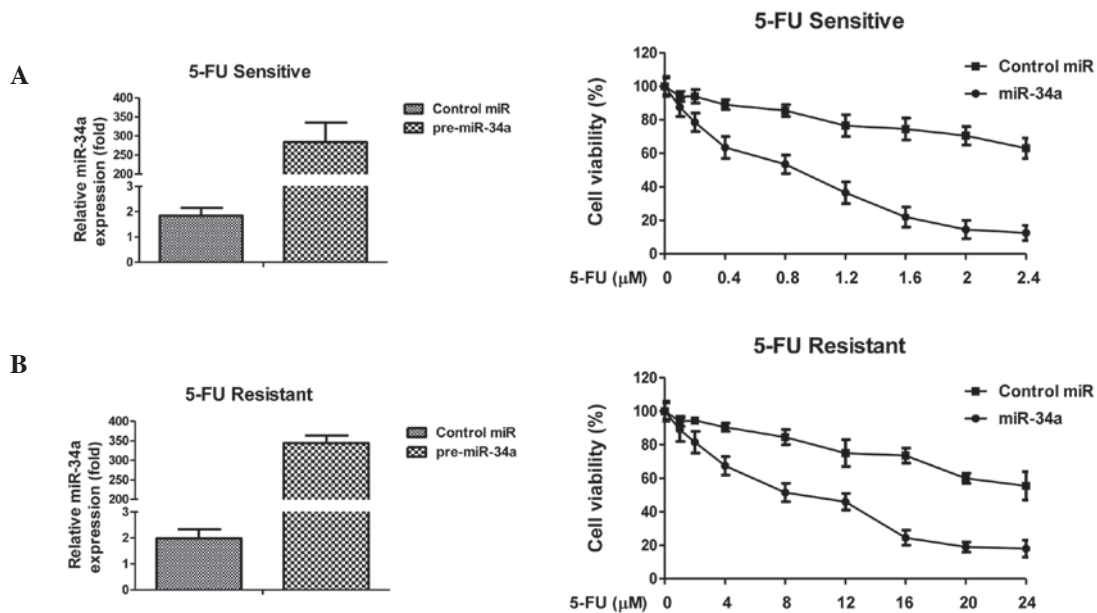 A
5-FU Sensitive
Relative miR-34a
expression (fold)
400
350
300
250
200
3
2
1
0
Control miR
pre-miR-34a
5-FU Sensitive
Cell viability (%)
120
100
80
60
40
20
0
Control miR
miR-34a
5-FU (μM) 0 0.4 0.8 1.2 1.6 2 2.4
B
5-FU Resistant
Relative miR-34a
expression (fold)
400
350
300
250
200
3
2
1
0
Control miR
pre-miR-34a
5-FU Resistant
Cell viability (%)
120
100
80
60
40
20
0
Control miR
miR-34a
5-FU (μM) 0 4 8 12 16 20 24